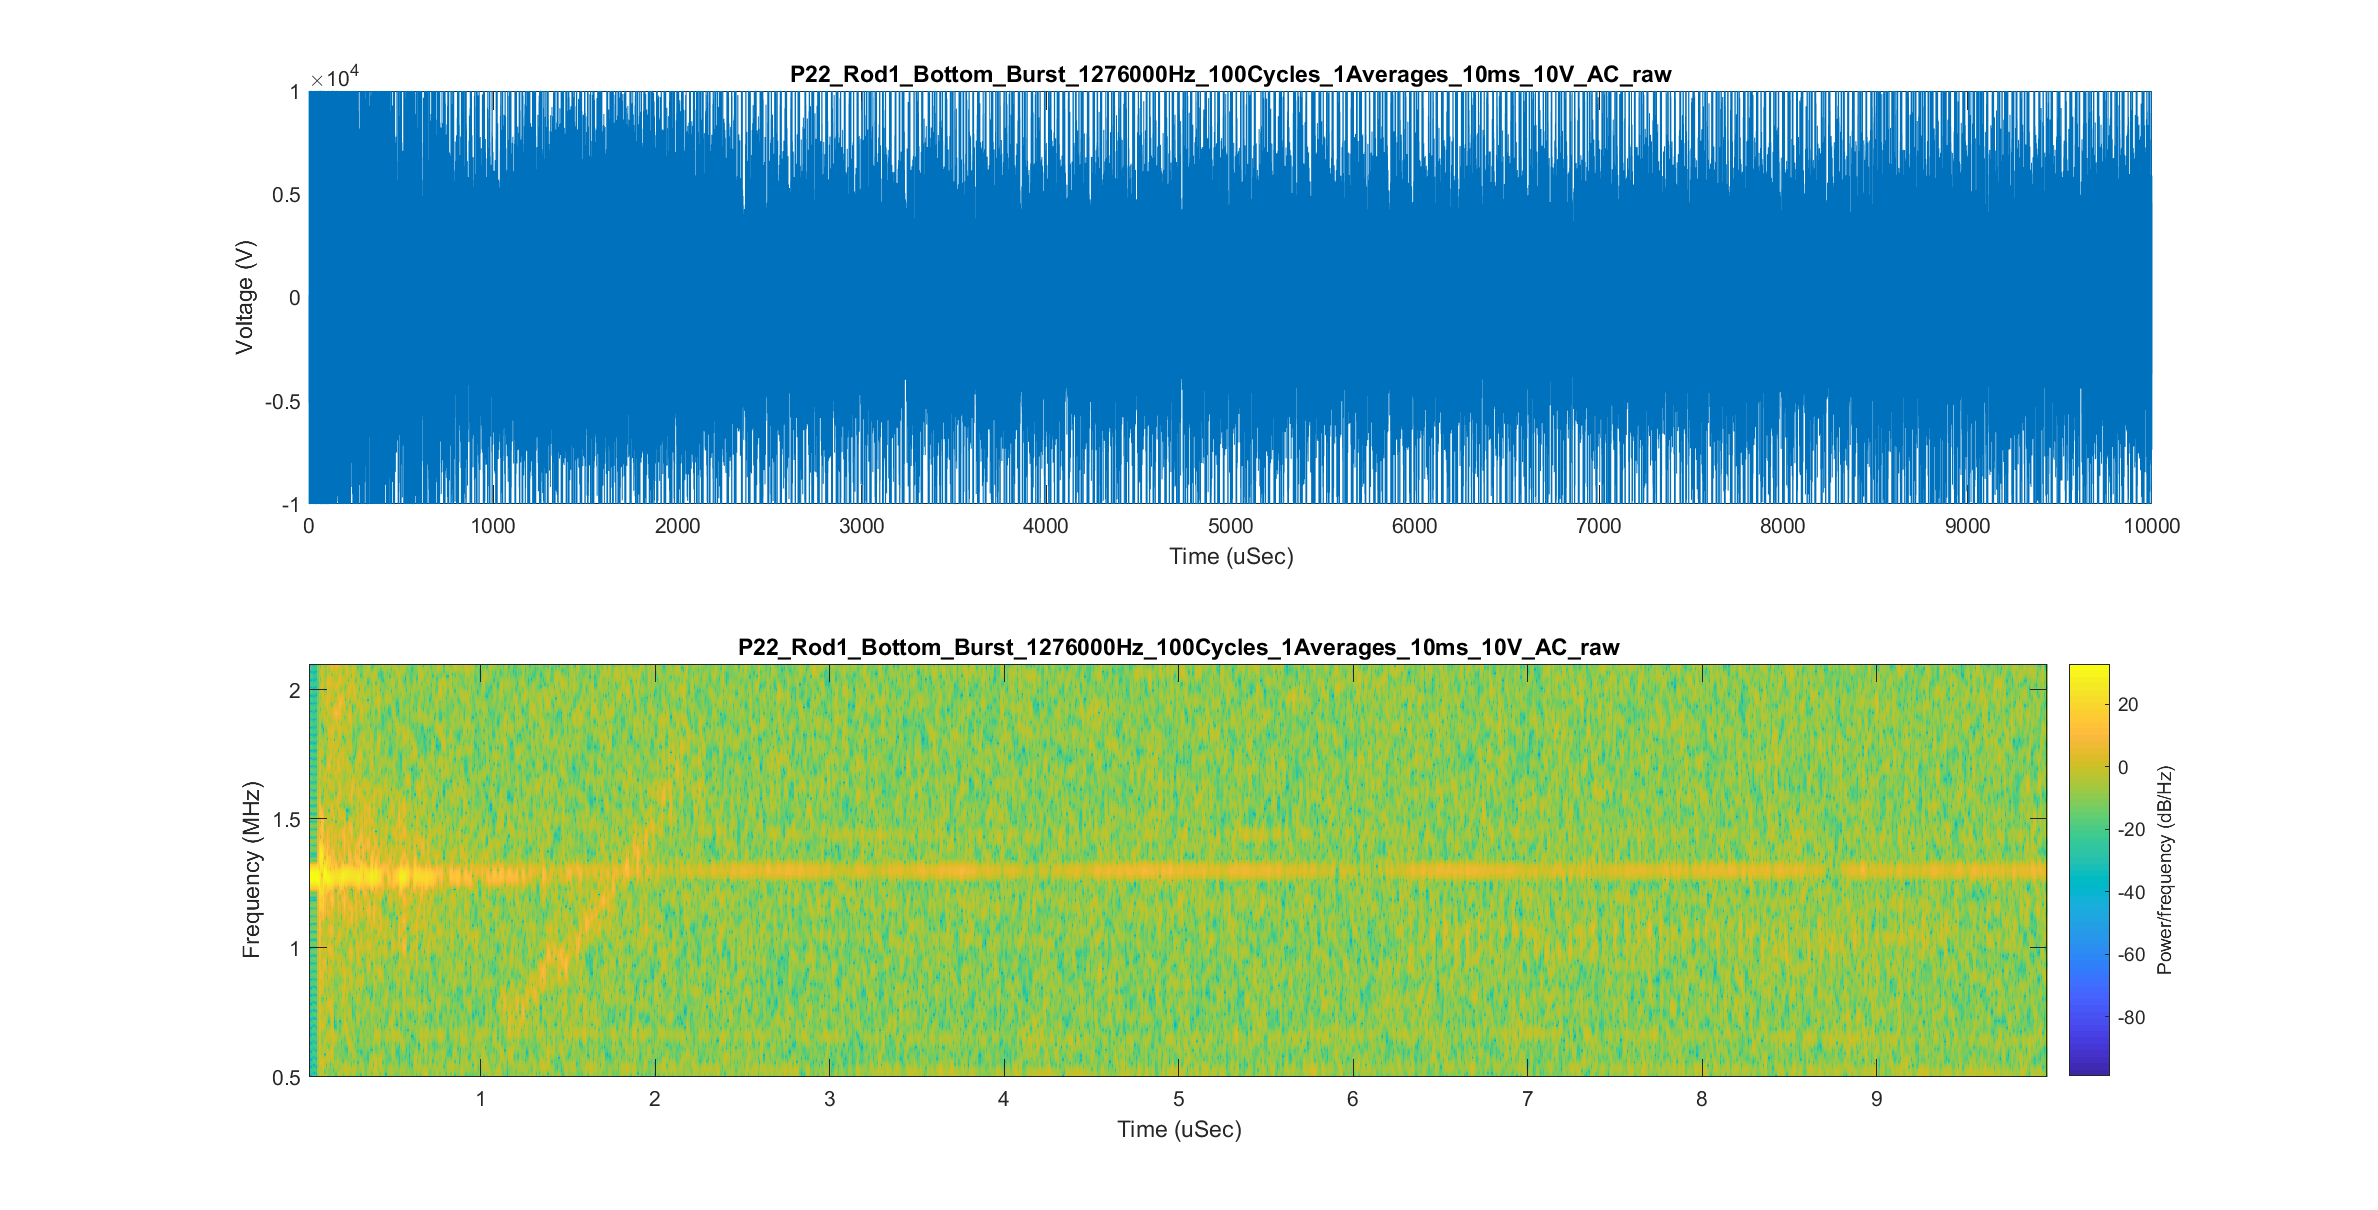 P22_Rod1_Bottom_Burst_1276000Hz_100Cycles_1Averages_10ms_10V_AC_raw
×10^4
1
0.5
0
-0.5
-1
Voltage (V)
0 1000 2000 3000 4000 5000 6000 7000 8000 9000 10000
Time (uSec)
P22_Rod1_Bottom_Burst_1276000Hz_100Cycles_1Averages_10ms_10V_AC_raw
2
1.5
1
0.5
Frequency (MHz)
1 2 3 4 5 6 7 8 9
Time (uSec)
20
0
-20
-40
-60
-80
Power/frequency (dB/Hz)